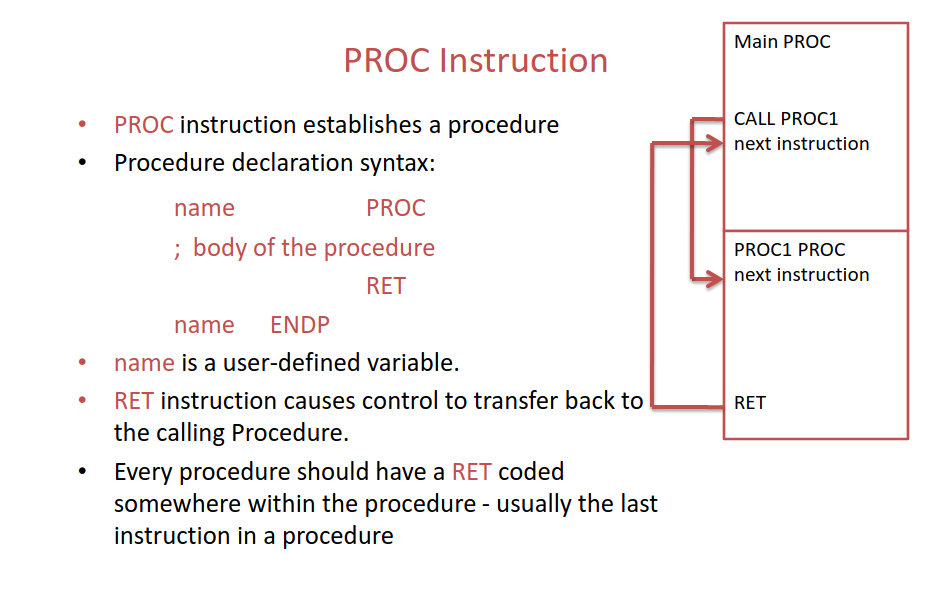 PROC Instruction
• PROC instruction establishes a procedure
• Procedure declaration syntax:
name PROC
; body of the procedure
RET
name ENDP
• name is a user-defined variable.
• RET instruction causes control to transfer back to
the calling Procedure.
• Every procedure should have a RET coded
somewhere within the procedure - usually the last
instruction in a procedure
Main PROC
CALL PROC1
next instruction
PROC1 PROC
next instruction
RET